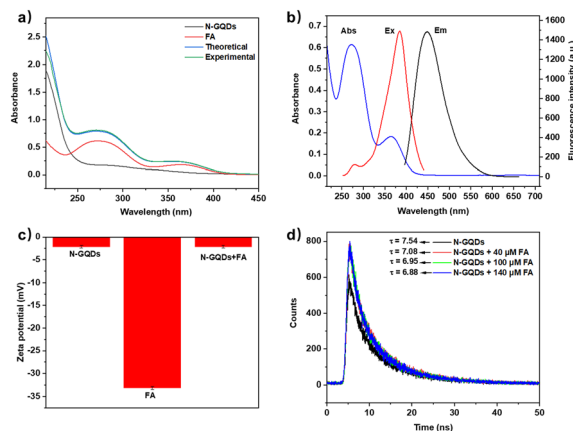 a)
N-GQDs
FA
Theoretical
Experimental
Absorbance
2.5
2.0
1.5
1.0
0.5
0.0
250 300 350 400 450
Wavelength (nm)
b)
Abs Ex Em
Absorbance
0.7
0.6
0.5
0.4
0.3
0.2
0.1
0.0
1600
1400
1200
1000
800
600
400
200
0
Fluorescence intensity (a.u.)
250 300 350 400 450 500 550 600 650 700
Wavelength (nm)
c)
Zeta potential (mV)
0
-5
-10
-15
-20
-25
-30
-35
N-GQDs
FA
N-GQDs+FA
d)
τ = 7.54 N-GQDs
τ = 7.08 N-GQDs + 40 μM FA
τ = 6.95 N-GQDs + 100 μM FA
τ = 6.88 N-GQDs + 140 μM FA
Counts
800
600
400
200
0
0 10 20 30 40 50
Time (ns)